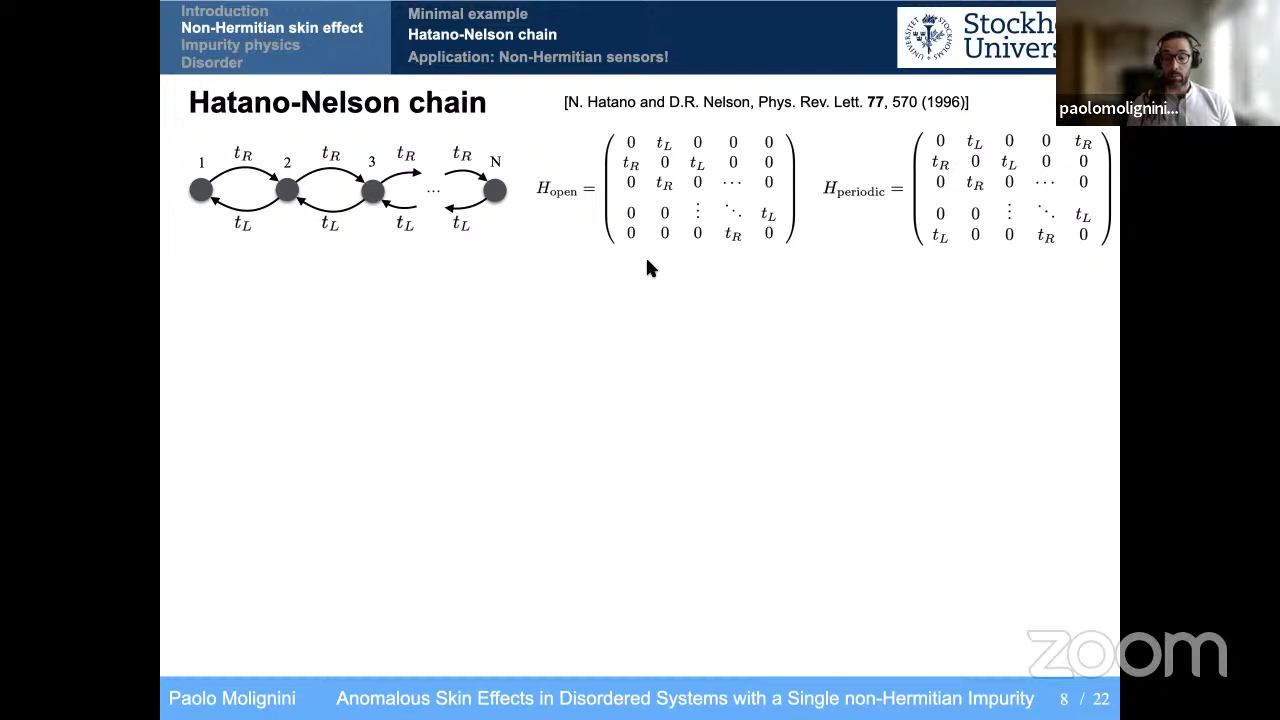 Introduction
Non-Hermitian skin effect
Impurity physics
Disorder
Minimal example
Hatano-Nelson chain
Application: Non-Hermitian sensors!
Stockho
Univers
paolomolignini...
Hatano-Nelson chain
[N. Hatano and D.R. Nelson, Phys. Rev. Lett. 77, 570 (1996)]
1 t_R 2 t_R 3 t_R t_R N
...
t_L t_L t_L t_L
H_open =
0 t_L 0 0 0
t_R 0 t_L 0 0
0 t_R 0 ⋯ 0
0 0 ⋮ ⋱ t_L
0 0 0 t_R 0
H_periodic =
0 t_L 0 0 t_R
t_R 0 t_L 0 0
0 t_R 0 ⋯ 0
0 0 ⋮ ⋱ t_L
t_L 0 0 t_R 0
zoom
Paolo Molignini Anomalous Skin Effects in Disordered Systems with a Single non-Hermitian Impurity 8 / 22